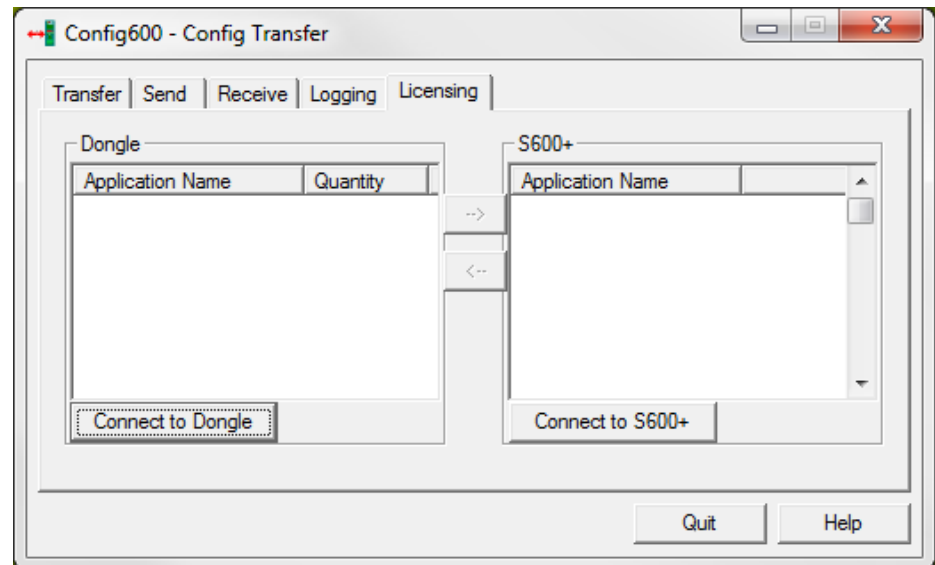 Config600 - Config Transfer
Transfer Send Receive Logging Licensing
Dongle
Application Name Quantity
Connect to Dongle
-->
<--
S600+
Application Name
Connect to S600+
Quit Help